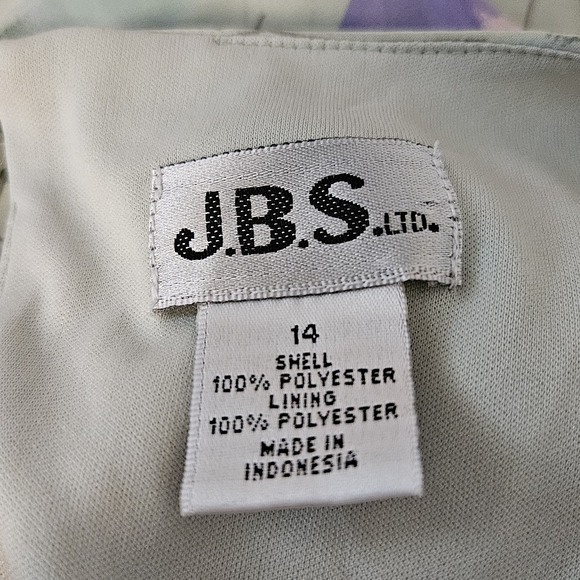 J.B.S.LTD.
14
SHELL
100% POLYESTER
LINING
100% POLYESTER
MADE IN
INDONESIA